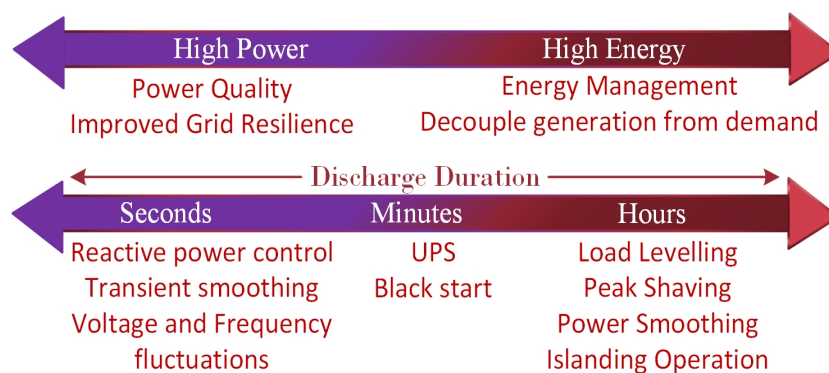 High Power High Energy
Power Quality Energy Management
Improved Grid Resilience Decouple generation from demand
Discharge Duration
Seconds Minutes Hours
Reactive power control UPS Load Levelling
Transient smoothing Black start Peak Shaving
Voltage and Frequency Power Smoothing
fluctuations Islanding Operation